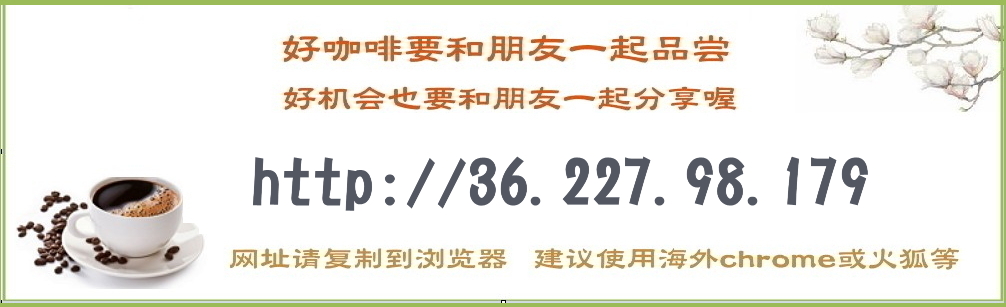 好咖啡要和朋友一起品尝
好机会也要和朋友一起分享喔
http://36.227.98.179
网址请复制到浏览器 建议使用海外chrome或火狐等